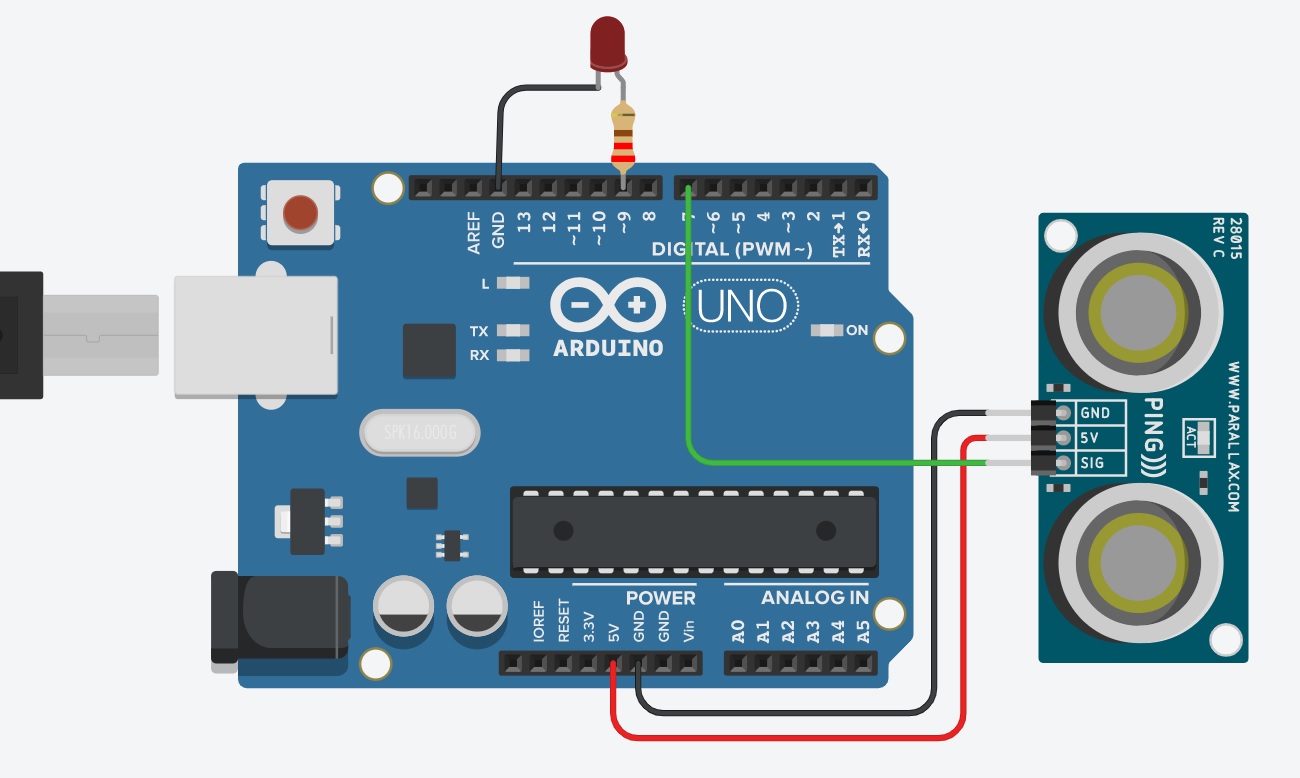 AREF
GND
13
12
~11
~10
~9
8
7
~6
~5
4
~3
2
TX→1
RX←0
DIGITAL (PWM~)
L
TX
RX
ARDUINO
UNO
ON
SPK16.000G
POWER
ANALOG IN
IOREF
RESET
3.3V
5V
GND
GND
Vin
A0
A1
A2
A3
A4
A5
28015
REV C
GND
5V
SIG
PING)))
ACT
WWW.PARALLAX.COM